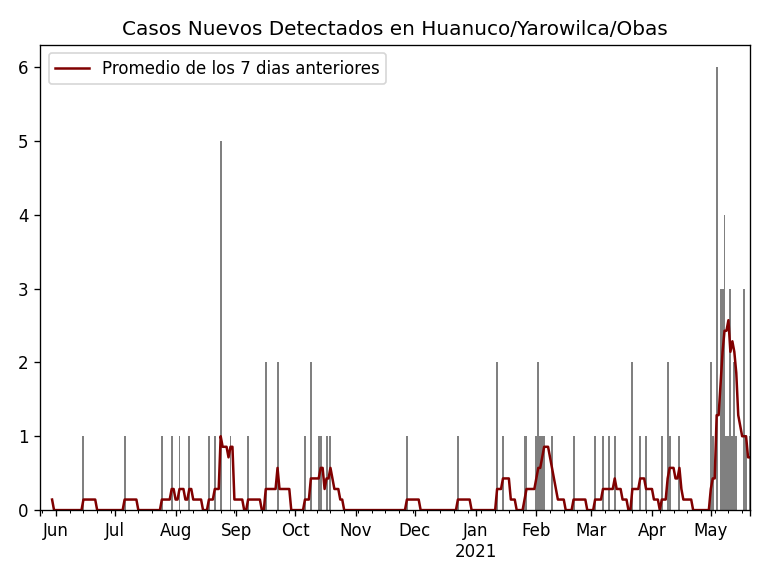 Casos Nuevos Detectados en Huanuco/Yarowilca/Obas
Promedio de los 7 dias anteriores
6
5
4
3
2
1
0
Jun Jul Aug Sep Oct Nov Dec Jan Feb Mar Apr May
2021